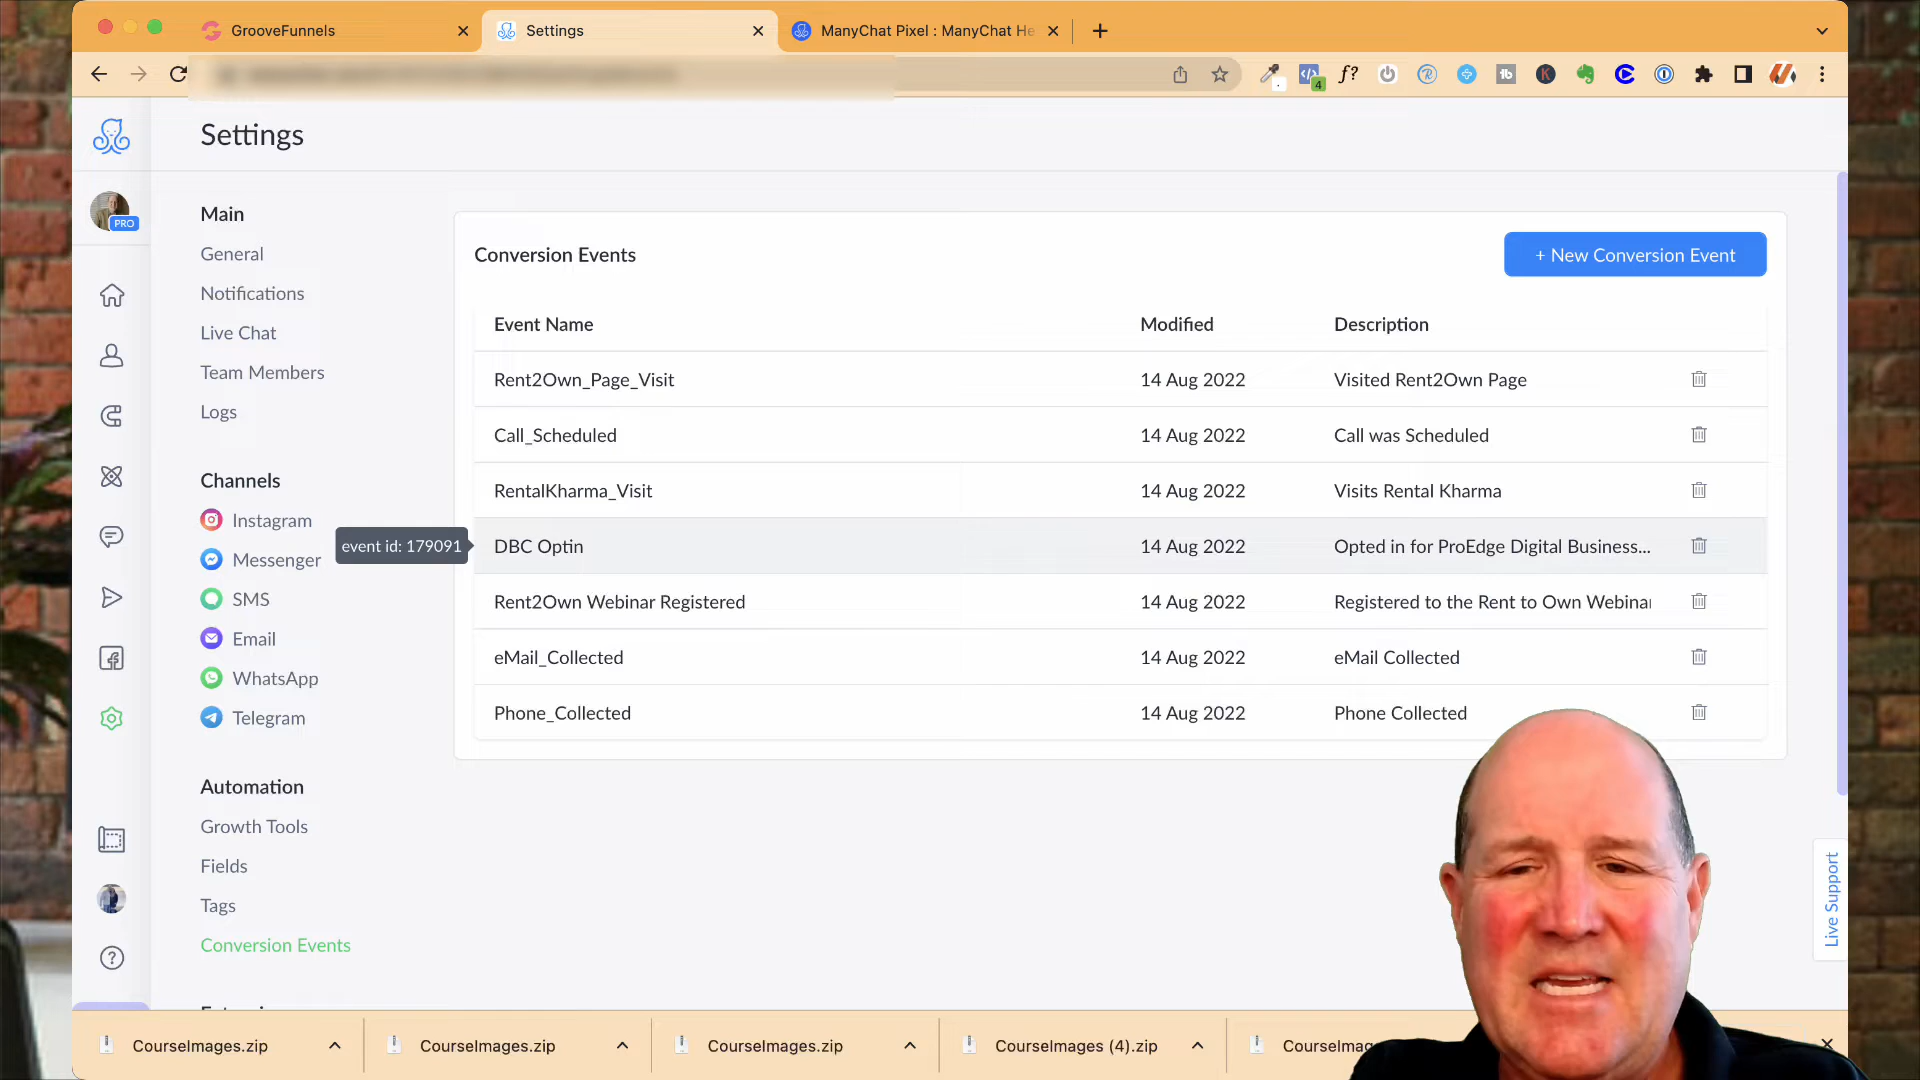 GrooveFunnels
Settings
ManyChat Pixel : ManyChat He
4
f?
tb
K
Settings
PRO
Main
General
Notifications
Live Chat
Team Members
Logs
Channels
Instagram
Messenger
SMS
Email
WhatsApp
Telegram
Automation
Growth Tools
Fields
Tags
Conversion Events
event id: 179091
Conversion Events
+ New Conversion Event
Event Name Modified Description
Rent2Own_Page_Visit 14 Aug 2022 Visited Rent2Own Page
Call_Scheduled 14 Aug 2022 Call was Scheduled
RentalKharma_Visit 14 Aug 2022 Visits Rental Kharma
DBC Optin 14 Aug 2022 Opted in for ProEdge Digital Business...
Rent2Own Webinar Registered 14 Aug 2022 Registered to the Rent to Own Webinar
eMail_Collected 14 Aug 2022 eMail Collected
Phone_Collected 14 Aug 2022 Phone Collected
Live Support
CourseImages.zip
CourseImages.zip
CourseImages.zip
CourseImages (4).zip
CourseImag